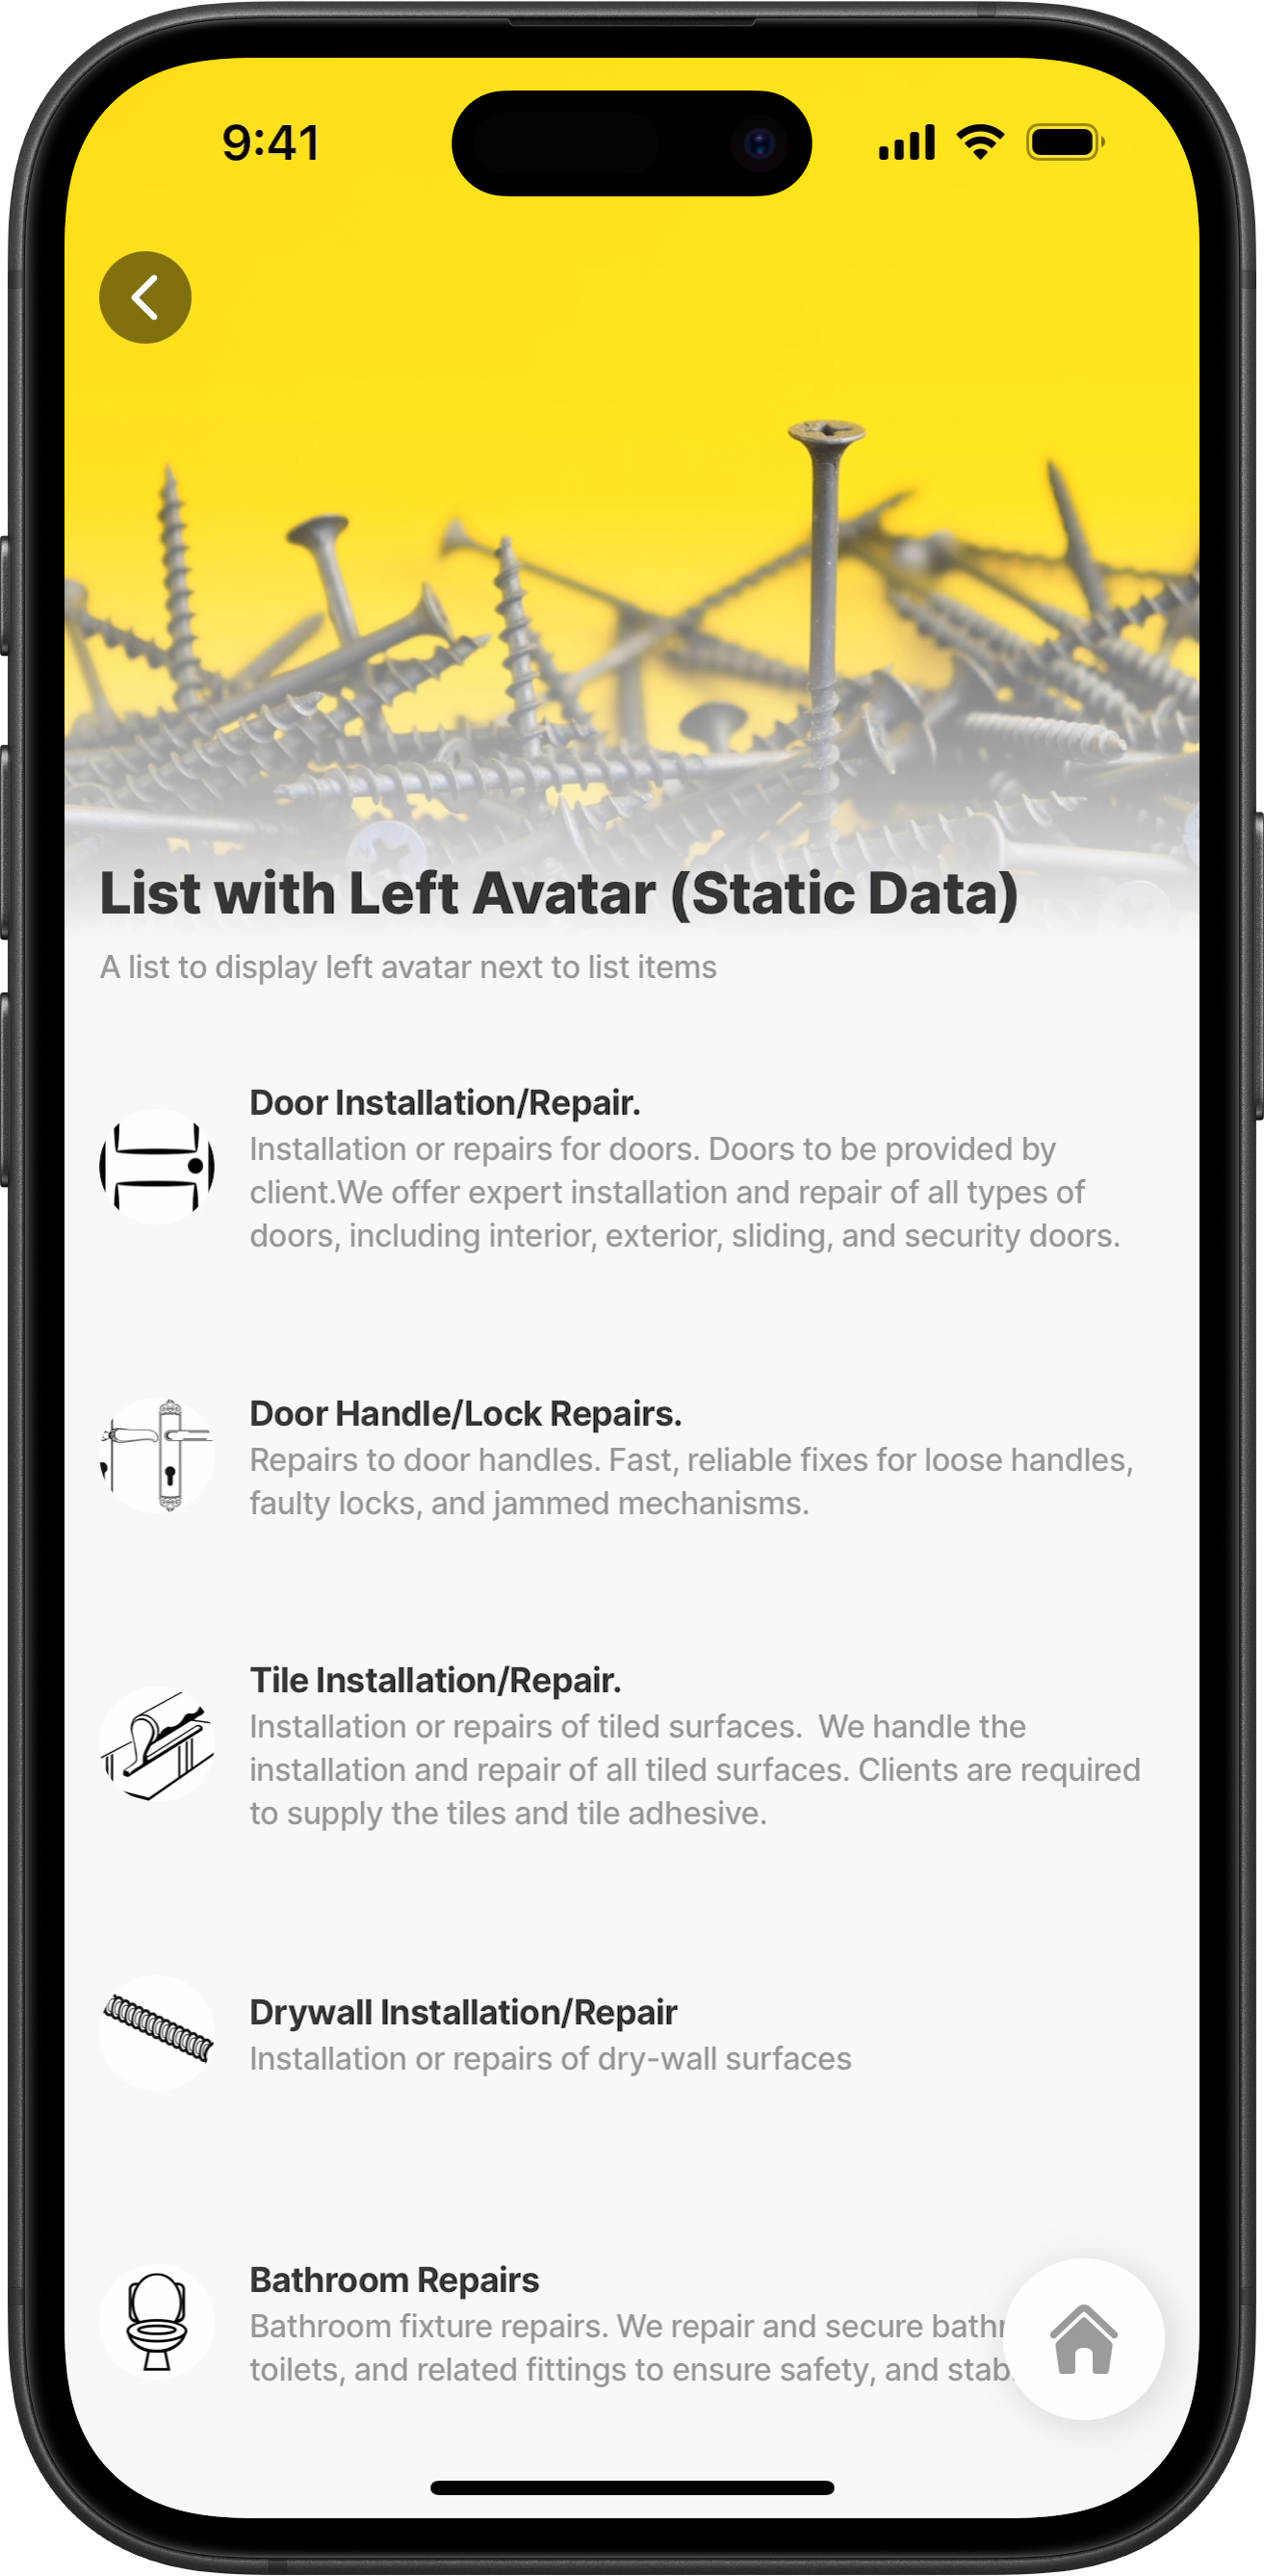 9:41
List with Left Avatar (Static Data)
A list to display left avatar next to list items
Door Installation/Repair.
Installation or repairs for doors. Doors to be provided by
client.We offer expert installation and repair of all types of
doors, including interior, exterior, sliding, and security doors.
Door Handle/Lock Repairs.
Repairs to door handles. Fast, reliable fixes for loose handles,
faulty locks, and jammed mechanisms.
Tile Installation/Repair.
Installation or repairs of tiled surfaces.  We handle the
installation and repair of all tiled surfaces. Clients are required
to supply the tiles and tile adhesive.
Drywall Installation/Repair
Installation or repairs of dry-wall surfaces
Bathroom Repairs
Bathroom fixture repairs. We repair and secure
toilets, and related fittings to ensure safety, and